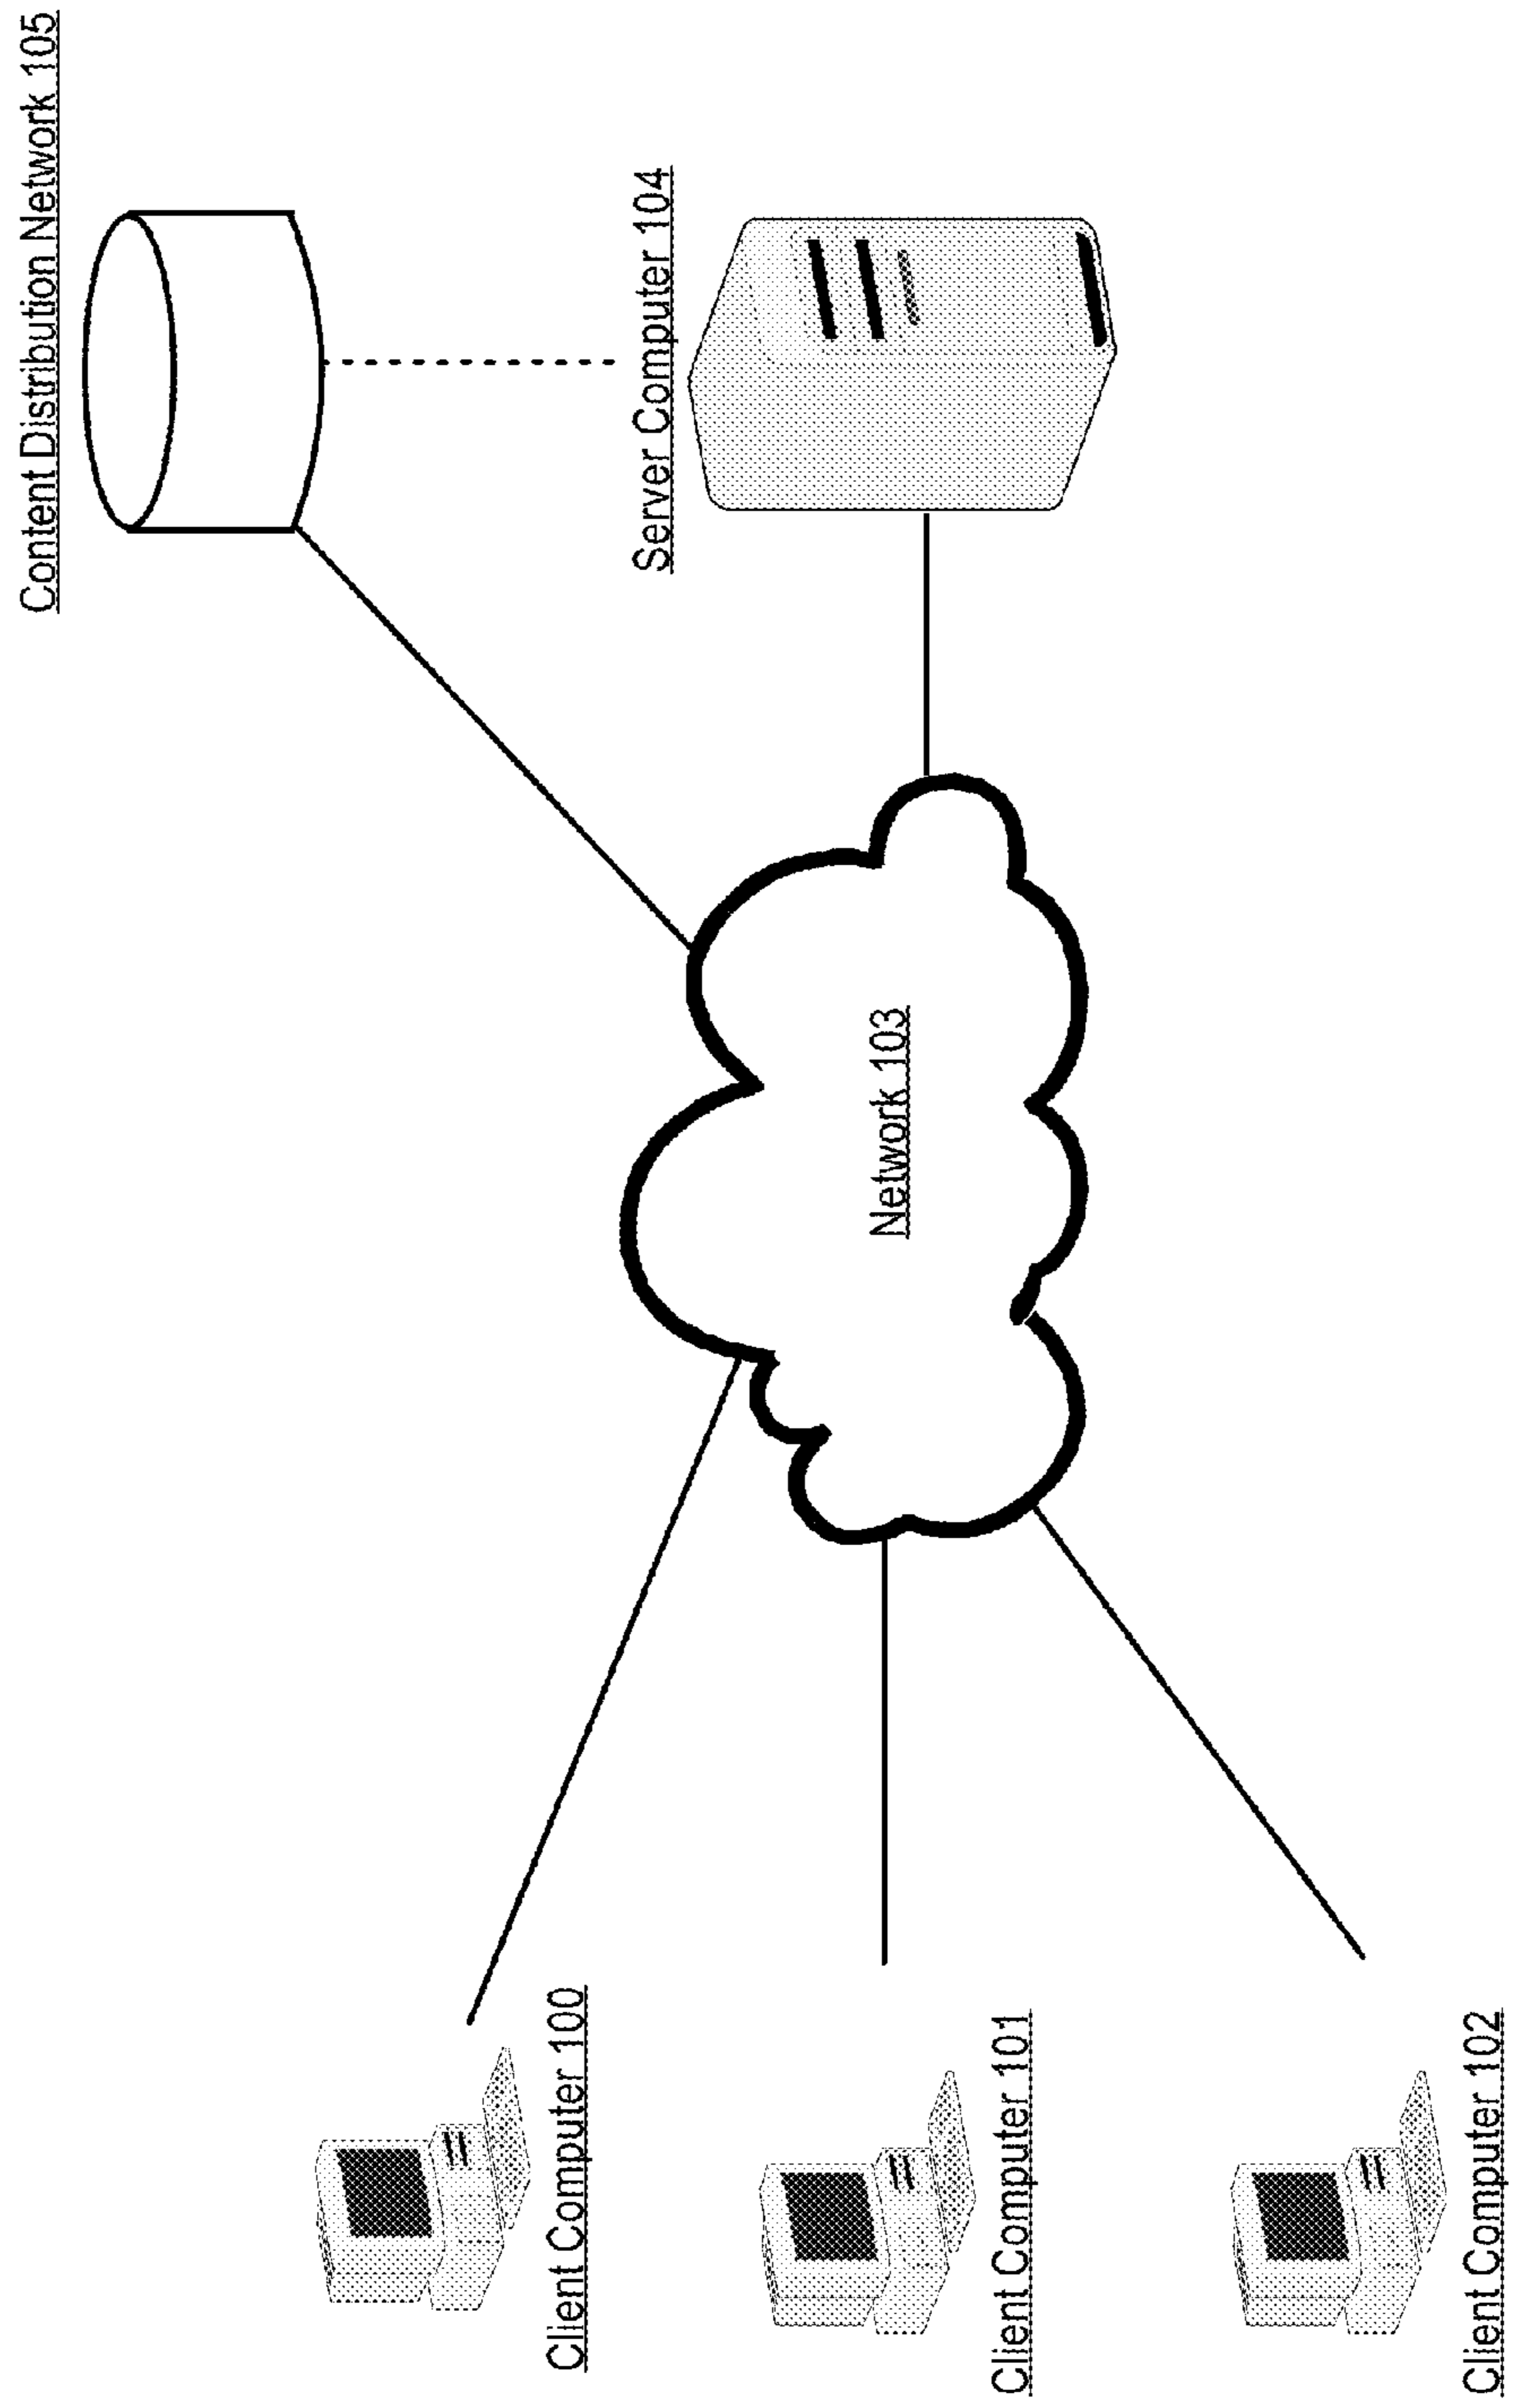 Content Distribution Network 105
Client Computer 100
Server Computer 104
Network 103
Client Computer 101
Client Computer 102